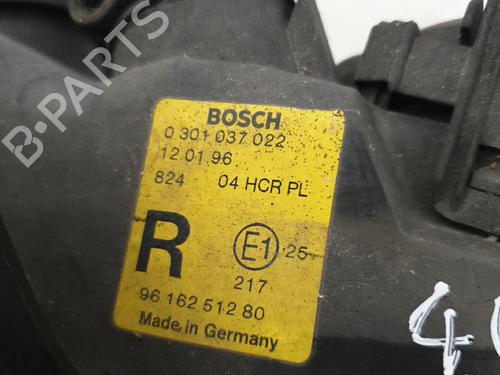 BOSCH
0 301 037 022
12.01.96
824 04 HCR PL
R E1 25
217
96 162 512 80
Made in Germany